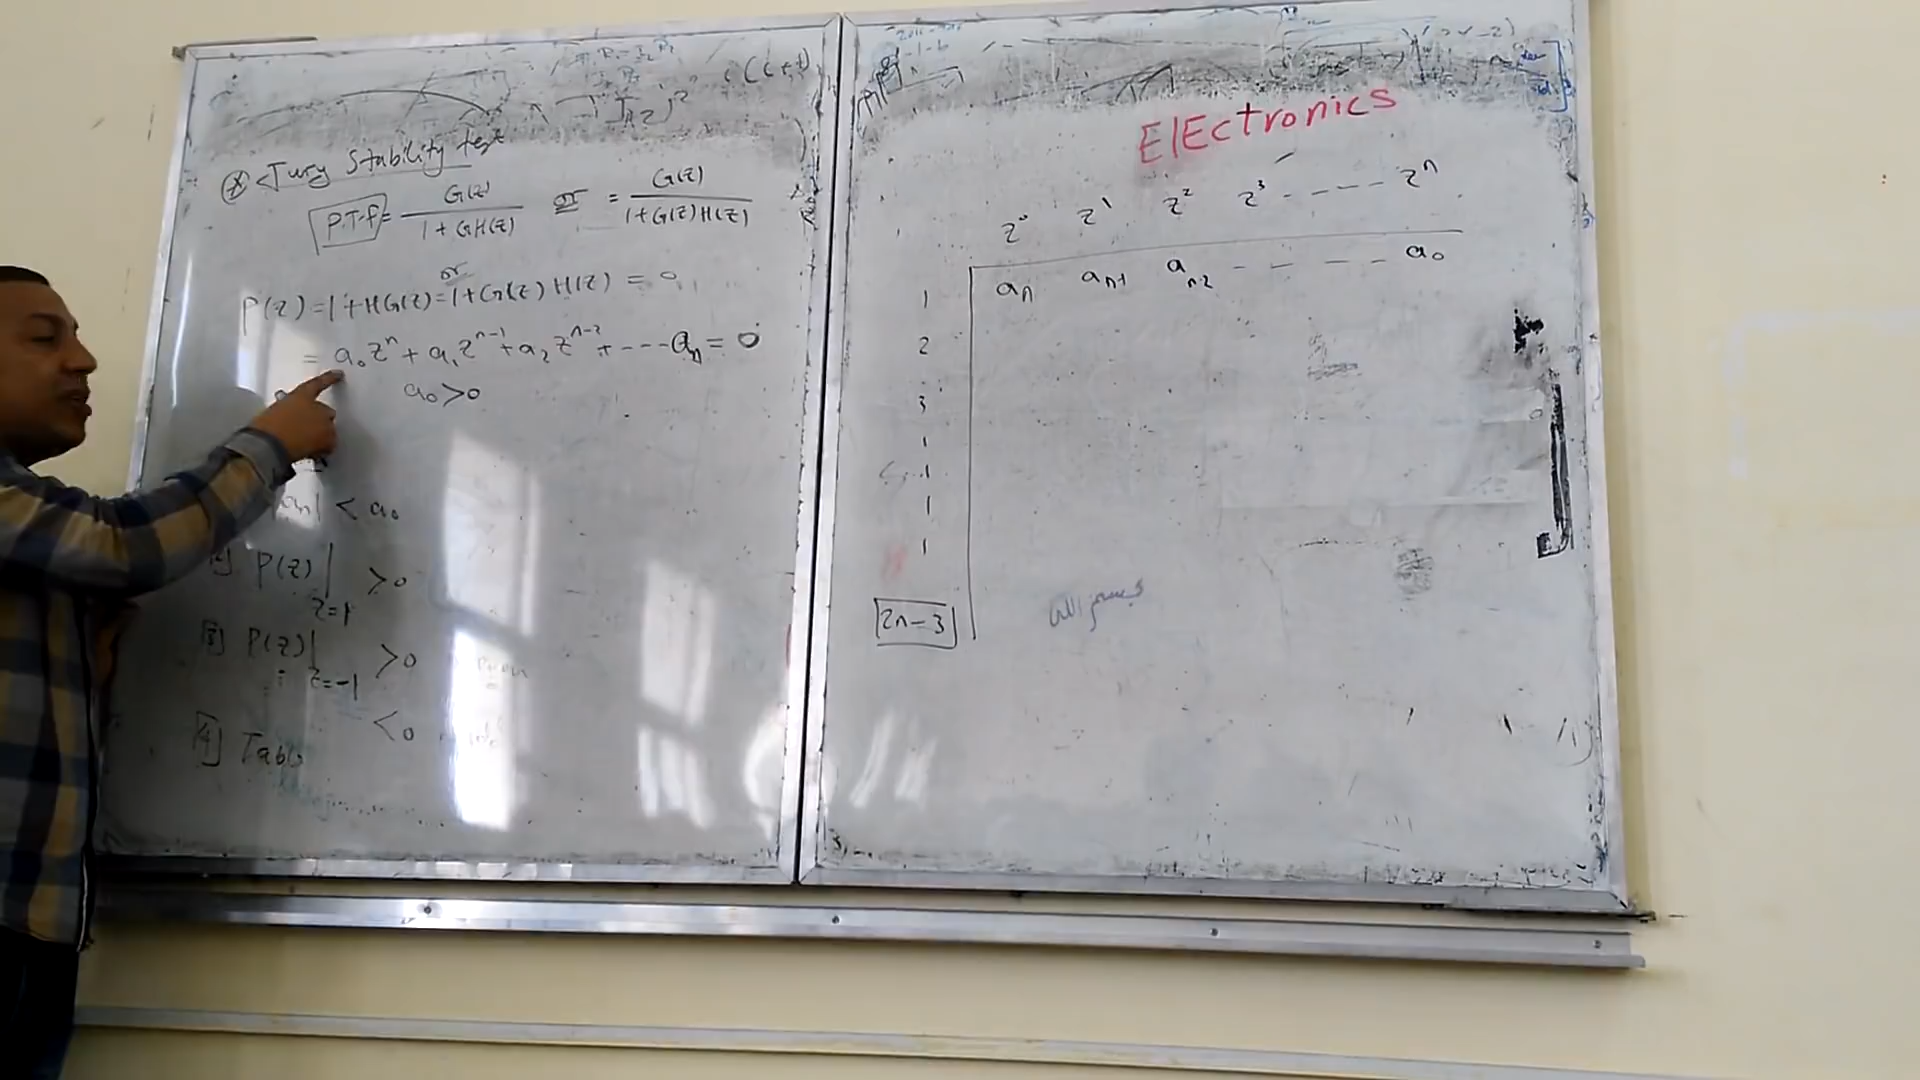 ⊛ Jury Stability test
P.T.f = G(z) / 1+GH(z) or = G(z) / 1+G(z)H(z)
or
P(z) = 1+HG(z) = 1+G(z)H(z) = 0
= a₀zⁿ + a₁zⁿ⁻¹ + a₂zⁿ⁻² + ---- aₙ = 0
a₀>0
aₙ| < a₀
P(z)|z=1 >0
[3] P(z)|z=-1 >0
<0
[4] Table
ElEctronics
z⁰ z¹ z² z³ ---- zⁿ
1 aₙ aₙ₋₁ aₙ₋₂ - - - - a₀
2
3
2n-3
بسم الله